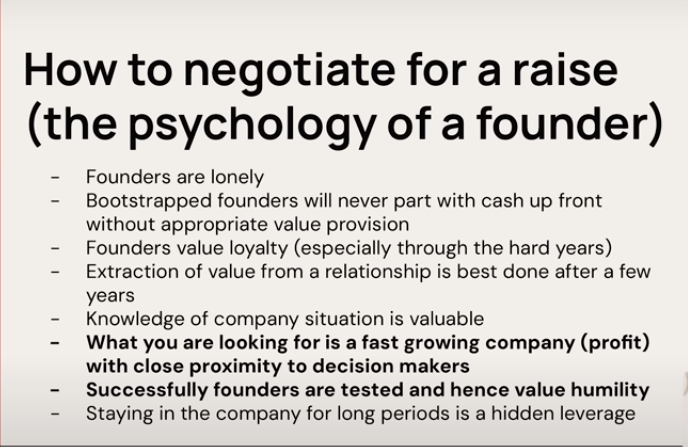 How to negotiate for a raise
(the psychology of a founder)
- Founders are lonely
- Bootstrapped founders will never part with cash up front
without appropriate value provision
- Founders value loyalty (especially through the hard years)
- Extraction of value from a relationship is best done after a few
years
- Knowledge of company situation is valuable
- What you are looking for is a fast growing company (profit)
with close proximity to decision makers
- Successfully founders are tested and hence value humility
- Staying in the company for long periods is a hidden leverage